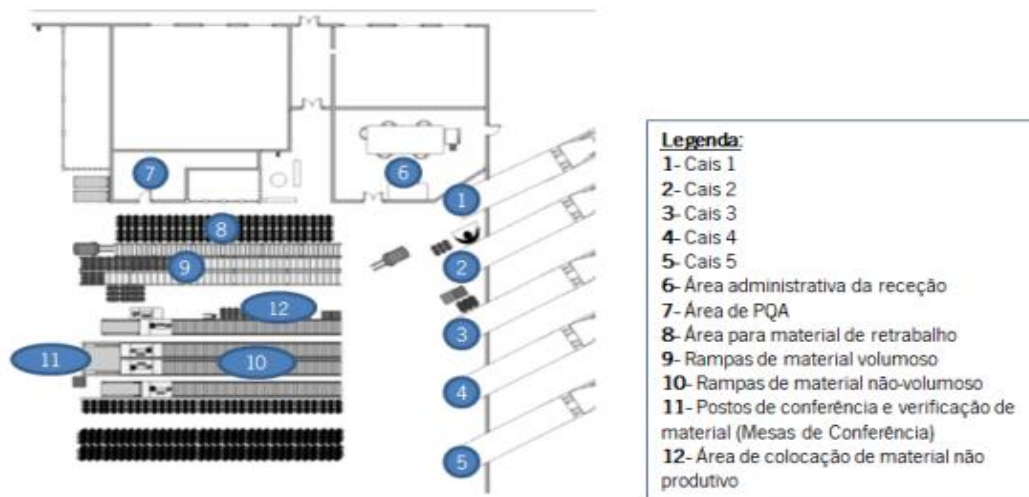 7
6
1
8
2
9
12
3
11
10
4
5
Legenda:
1- Cais 1
2- Cais 2
3- Cais 3
4- Cais 4
5- Cais 5
6- Área administrativa da receção
7- Área de PQA
8- Área para material de retrabalho
9- Rampas de material volumoso
10- Rampas de material não-volumoso
11- Postos de conferência e verificação de
material (Mesas de Conferência)
12- Área de colocação de material não
produtivo